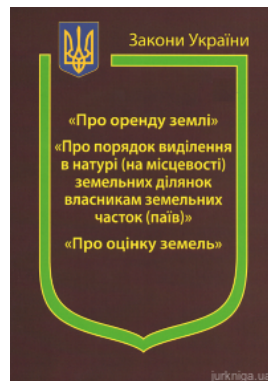 Закони України
«Про оренду землі»
«Про порядок виділення
в натурі (на місцевості)
земельних ділянок
власникам земельних
часток (паїв)»
«Про оцінку земель»
jurkniga.ua